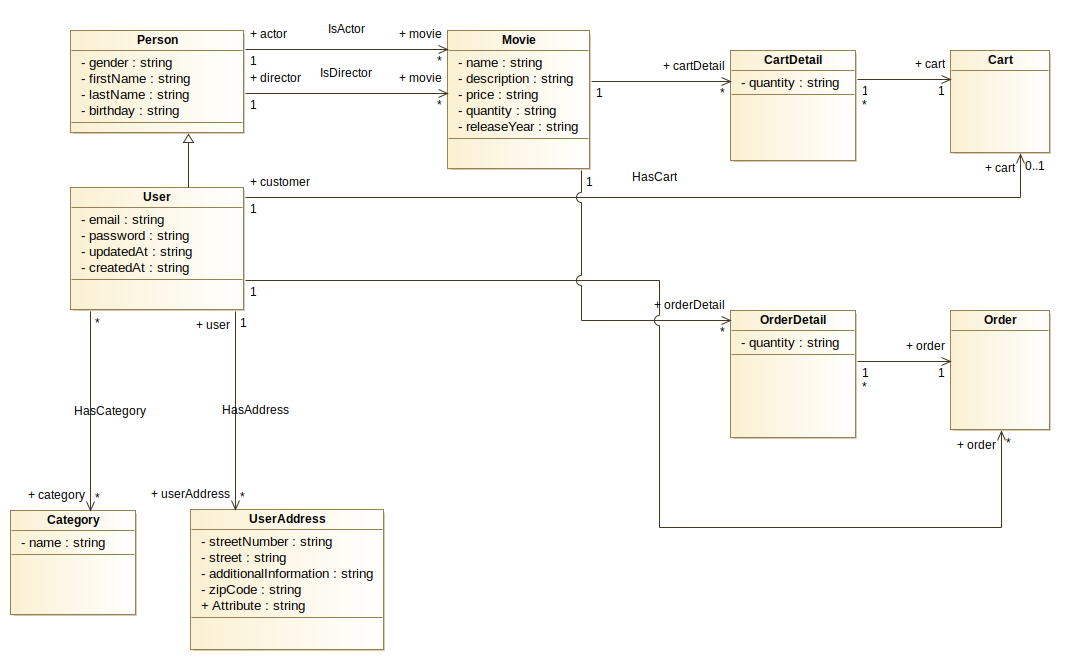 Person
- gender : string
- firstName : string
- lastName : string
- birthday : string
+ actor
IsActor
+ movie
1
*
+ director
IsDirector
+ movie
1
*
Movie
- name : string
- description : string
- price : string
- quantity : string
- releaseYear : string
1
+ cartDetail
*
CartDetail
- quantity : string
+ cart
1
*
1
Cart
+ cart
0..1
User
- email : string
- password : string
- updatedAt : string
- createdAt : string
+ customer
1
HasCart
1
1
+ orderDetail
*
OrderDetail
- quantity : string
+ order
1
*
1
Order
+ order
*
*
+ user
1
HasCategory
HasAddress
+ category
*
+ userAddress
*
Category
- name : string
UserAddress
- streetNumber : string
- street : string
- additionalInformation : string
- zipCode : string
+ Attribute : string